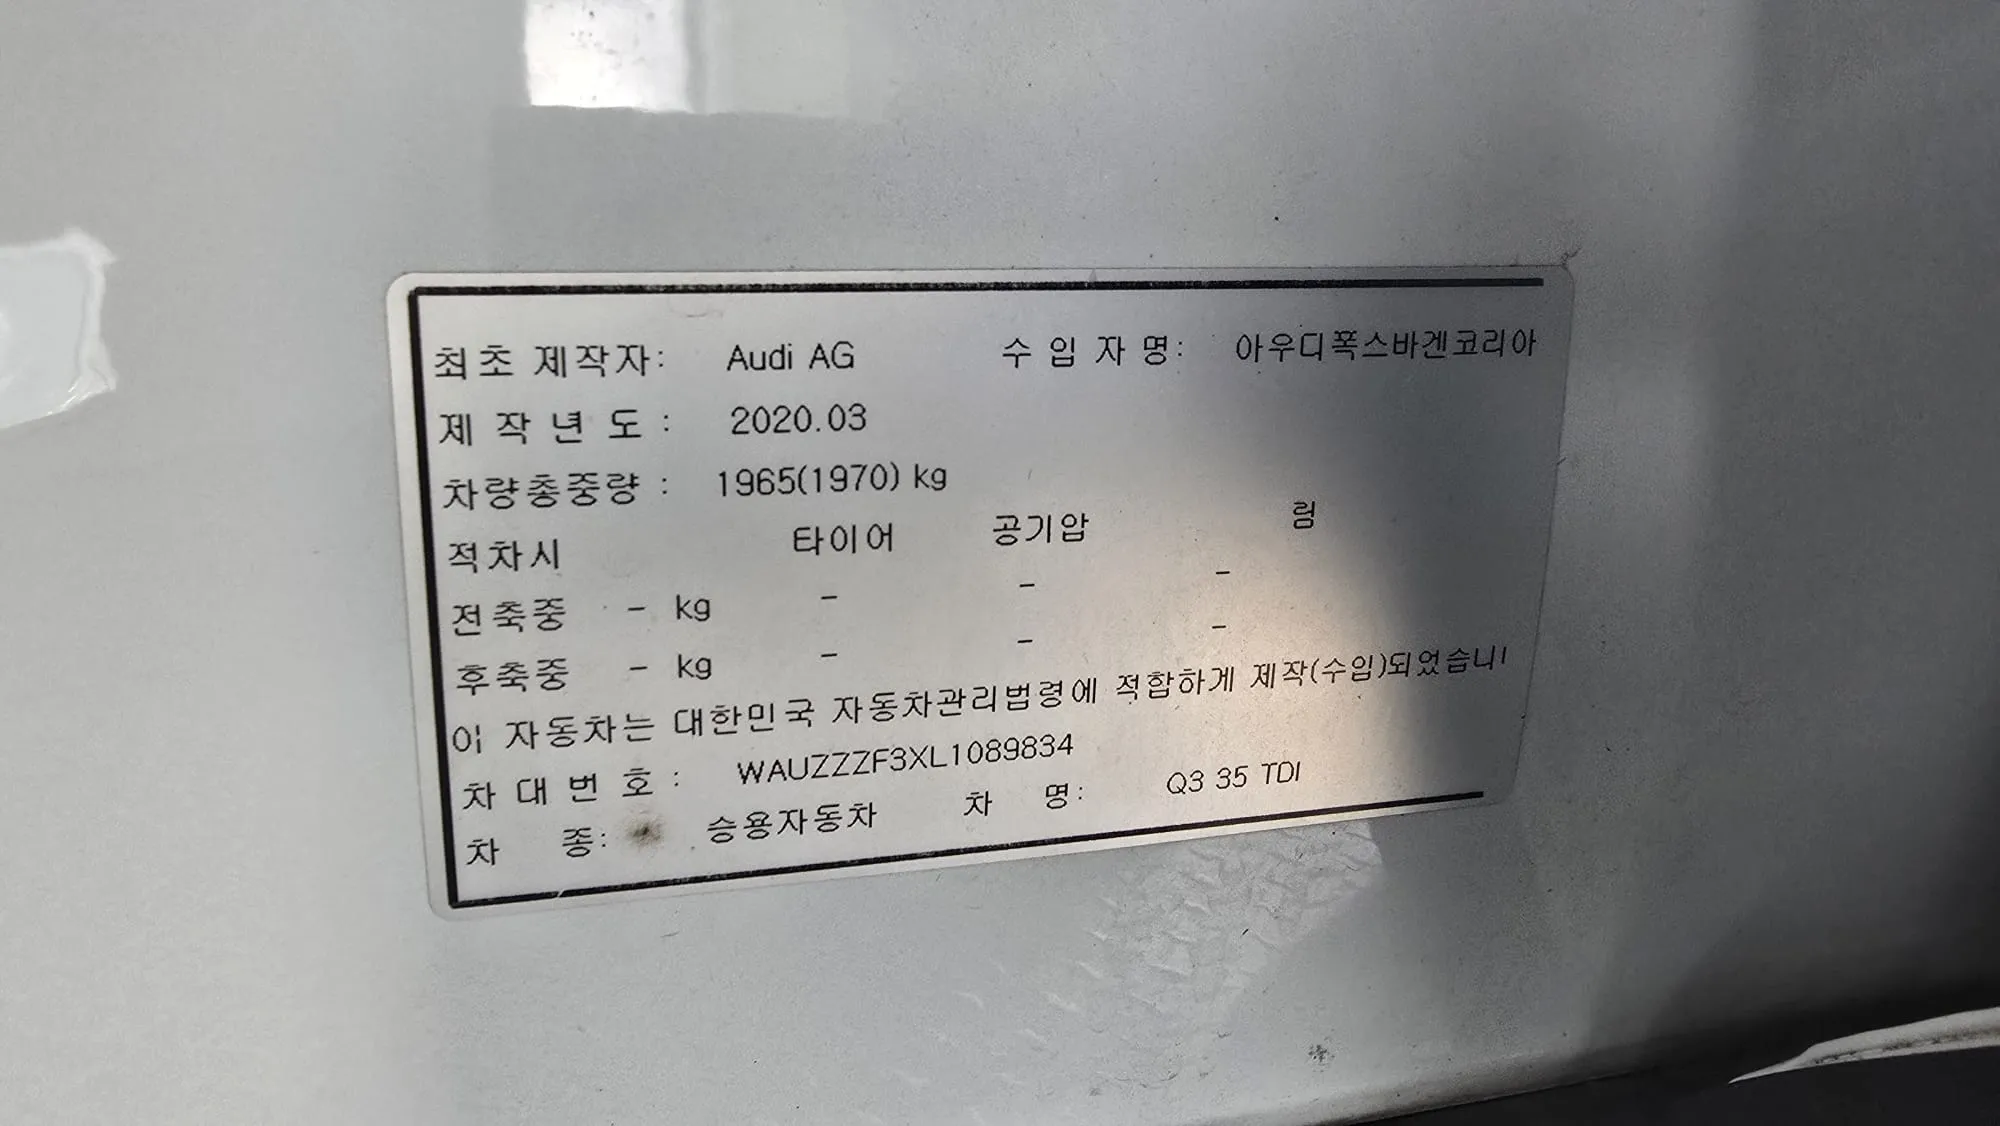 최초 제작자: Audi AG 수 입 자 명: 아우디폭스바겐코리아
제 작 년 도 : 2020.03
차량총중량 : 1965(1970) kg
적차시 타이어 공기압 림
전축중 - kg - - -
후축중 - kg - - -
이 자동차는 대한민국 자동차관리법령에 적합하게 제작(수입)되었습니
차 대 번 호 : WAUZZZF3XL1089834
차 종: 승용자동차 차 명: Q3 35 TDI